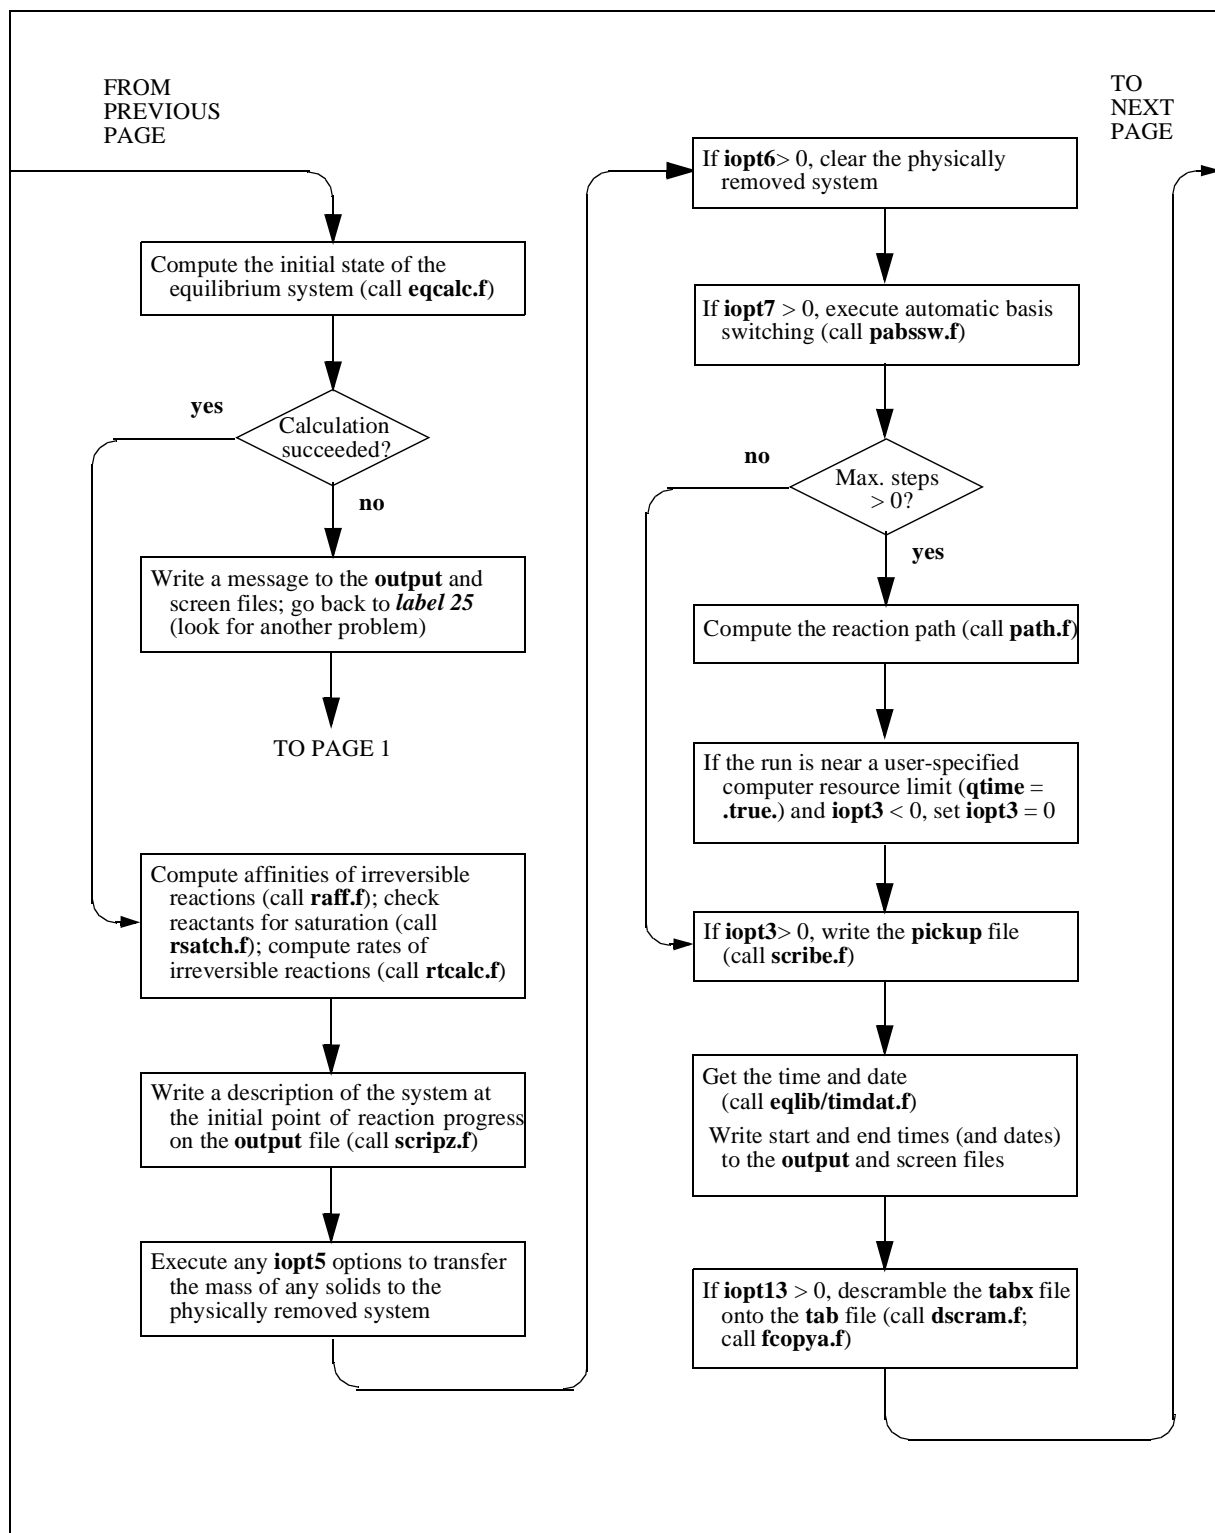 FROM
PREVIOUS
PAGE
Compute the initial state of the
equilibrium system (call eqcalc.f)
yes
Calculation
succeeded?
no
Write a message to the output and
screen files; go back to label 25
(look for another problem)
TO PAGE 1
Compute affinities of irreversible
reactions (call raff.f); check
reactants for saturation (call
rsatch.f); compute rates of
irreversible reactions (call rtcalc.f)
Write a description of the system at
the initial point of reaction progress
on the output file (call scripz.f)
Execute any iopt5 options to transfer
the mass of any solids to the
physically removed system
If iopt6> 0, clear the physically
removed system
If iopt7 > 0, execute automatic basis
switching (call pabssw.f)
no
Max. steps
> 0?
yes
Compute the reaction path (call path.f)
If the run is near a user-specified
computer resource limit (qtime =
.true.) and iopt3 < 0, set iopt3 = 0
If iopt3> 0, write the pickup file
(call scribe.f)
Get the time and date
(call eqlib/timdat.f)
Write start and end times (and dates)
to the output and screen files
If iopt13 > 0, descramble the tabx file
onto the tab file (call dscram.f;
call fcopya.f)
TO
NEXT
PAGE